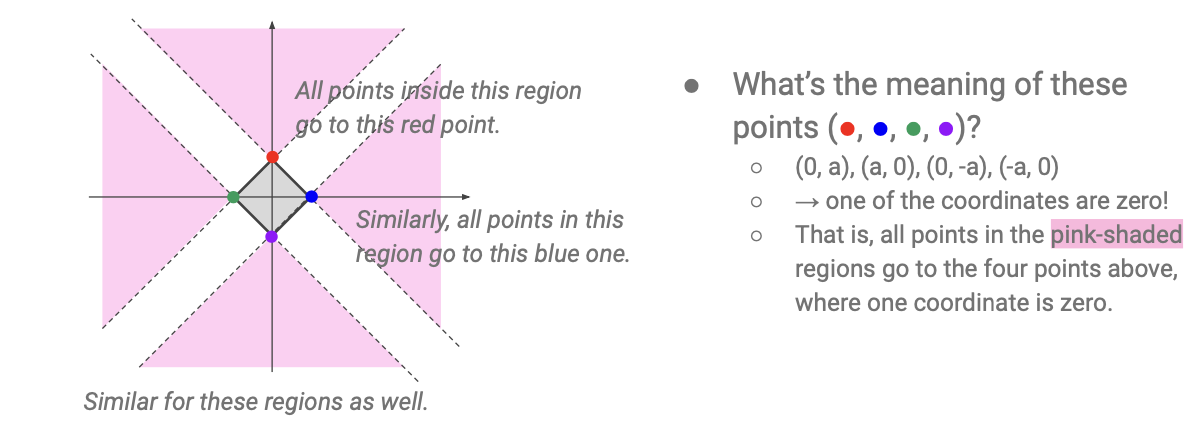 All points inside this region
go to this red point.
Similarly, all points in this
region go to this blue one.
Similar for these regions as well.
● What's the meaning of these
points (●, ●, ●, ●)?
○ (0, a), (a, 0), (0, -a), (-a, 0)
○ → one of the coordinates are zero!
○ That is, all points in the pink-shaded
regions go to the four points above,
where one coordinate is zero.